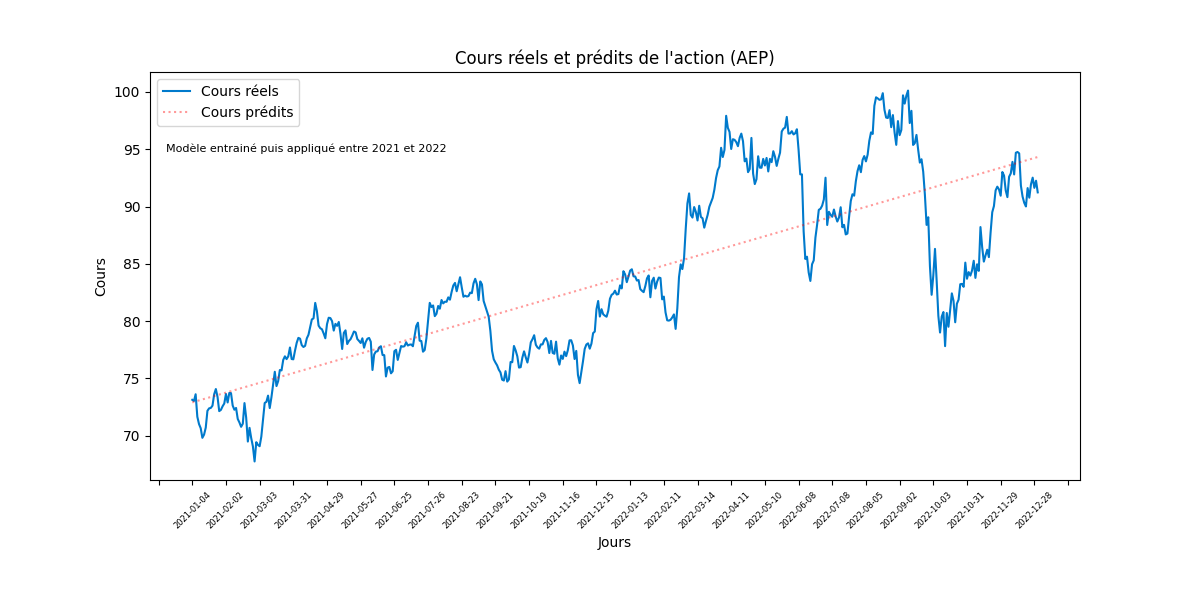 Cours réels et prédits de l'action (AEP)
Cours réels
Cours prédits
Modèle entrainé puis appliqué entre 2021 et 2022
Cours
100
95
90
85
80
75
70
2021-01-04 2021-02-02 2021-03-03 2021-03-31 2021-04-29 2021-05-27 2021-06-25 2021-07-26 2021-08-23 2021-09-21 2021-10-19 2021-11-16 2021-12-15 2022-01-13 2022-02-11 2022-03-14 2022-04-11 2022-05-10 2022-06-08 2022-07-08 2022-08-05 2022-09-02 2022-10-03 2022-10-31 2022-11-29 2022-12-28
Jours